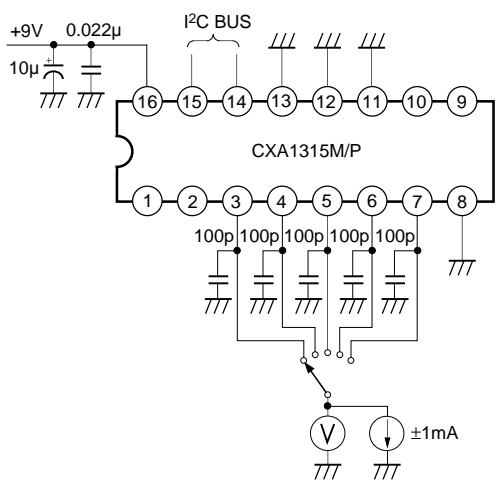 I²C BUS
+9V 0.022µ
10µ +
16 15 14 13 12 11 10 9
CXA1315M/P
1 2 3 4 5 6 7 8
100p 100p 100p 100p 100p
V ±1mA